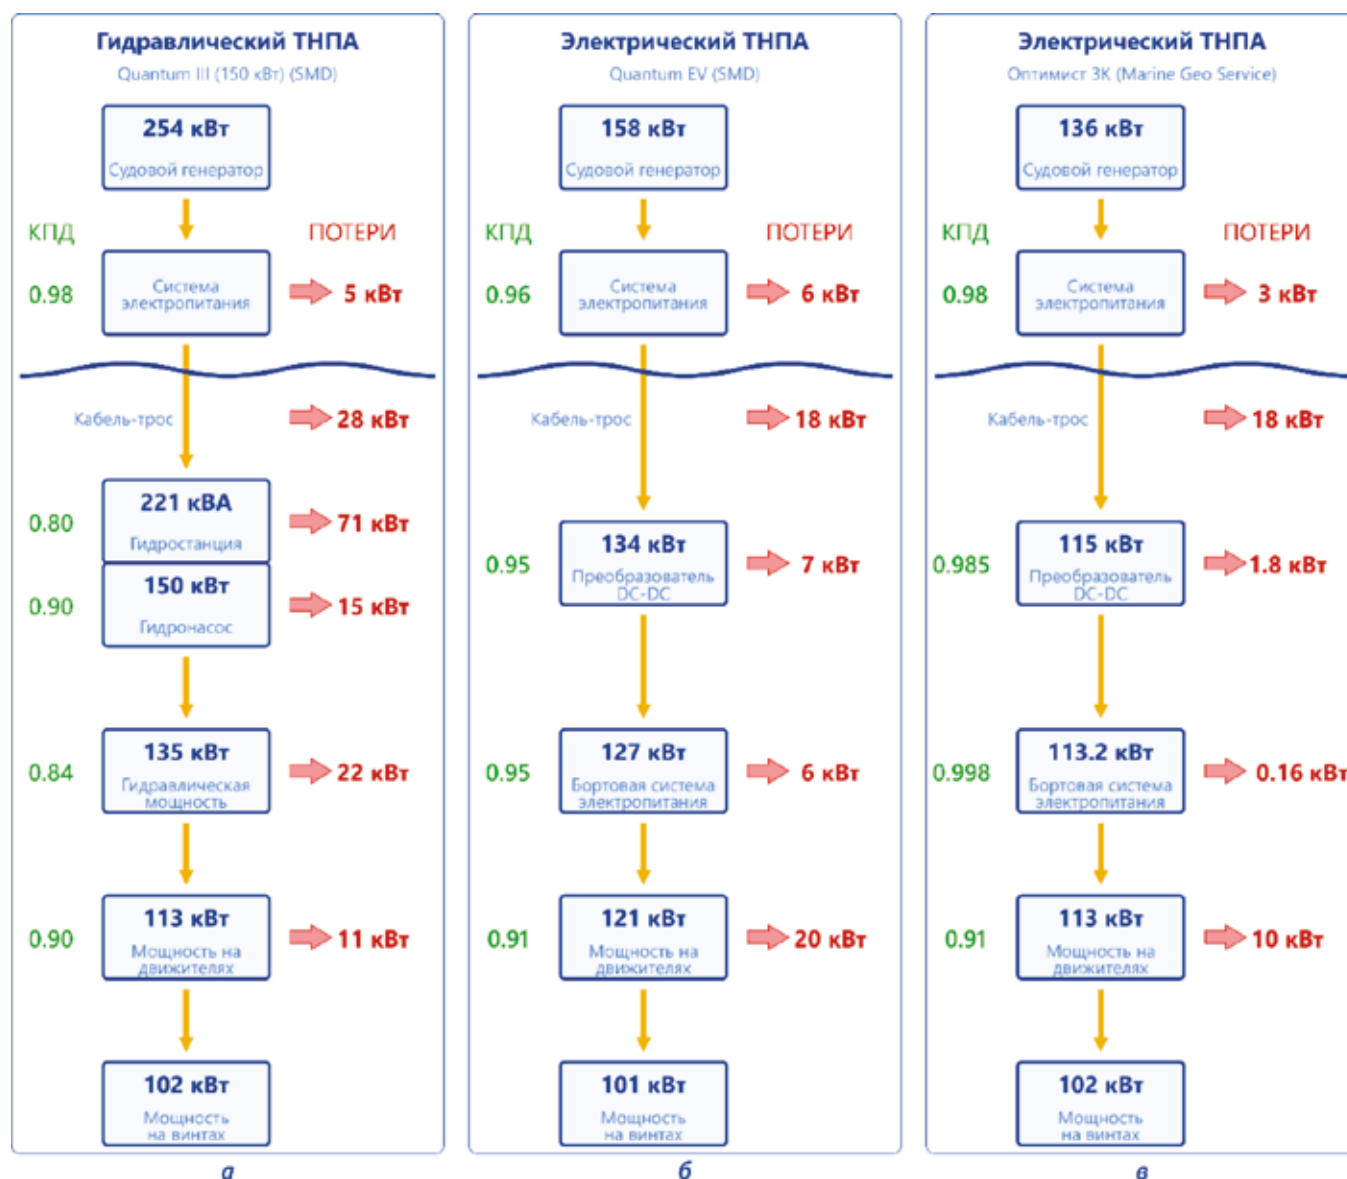 Гидравлический ТНПА
Quantum III (150 кВт) (SMD)
254 кВт
Судовой генератор
КПД
ПОТЕРИ
0.98
Система
электропитания
5 кВт
Кабель-трос
28 кВт
221 кВА
0.80
Гидростанция
71 кВт
150 кВт
0.90
Гидронасос
15 кВт
135 кВт
0.84
Гидравлическая
мощность
22 кВт
113 кВт
0.90
Мощность на
движителях
11 кВт
102 кВт
Мощность
на винтах
а
Электрический ТНПА
Quantum EV (SMD)
158 кВт
Судовой генератор
КПД
ПОТЕРИ
0.96
Система
электропитания
6 кВт
Кабель-трос
18 кВт
134 кВт
0.95
Преобразователь
DC-DC
7 кВт
127 кВт
0.95
Бортовая система
электропитания
6 кВт
121 кВт
0.91
Мощность на
движителях
20 кВт
101 кВт
Мощность
на винтах
б
Электрический ТНПА
Оптимист 3К (Marine Geo Service)
136 кВт
Судовой генератор
КПД
ПОТЕРИ
0.98
Система
электропитания
3 кВт
Кабель-трос
18 кВт
115 кВт
0.985
Преобразователь
DC-DC
1.8 кВт
113.2 кВт
0.998
Бортовая система
электропитания
0.16 кВт
113 кВт
0.91
Мощность на
движителях
10 кВт
102 кВт
Мощность
на винтах
в